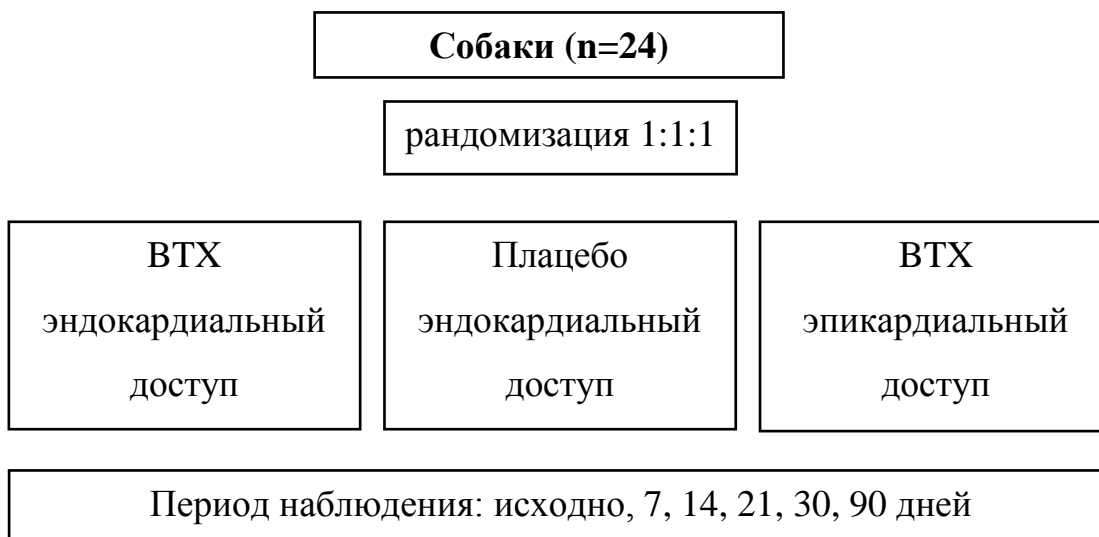 Собаки (n=24)
рандомизация 1:1:1
BTX
эндокардиальный
доступ
Плацебо
эндокардиальный
доступ
BTX
эпикардиальный
доступ
Период наблюдения: исходно, 7, 14, 21, 30, 90 дней